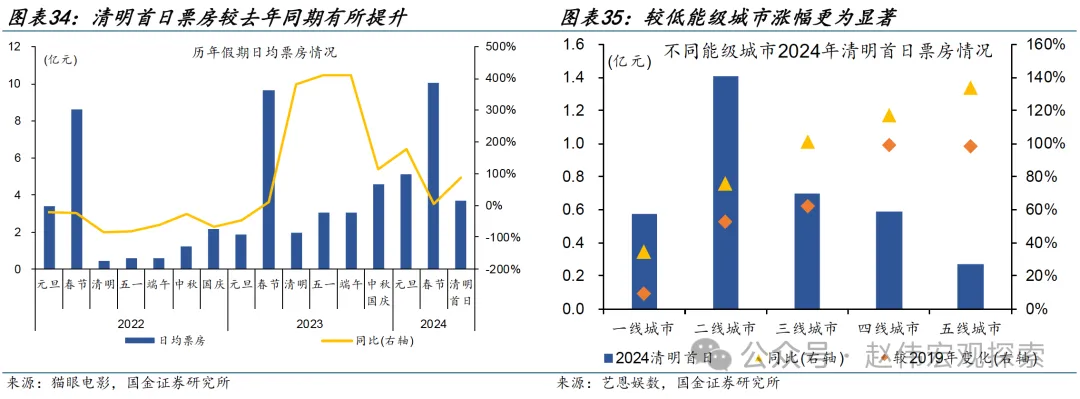 图表34：清明首日票房较去年同期有所提升
(亿元)
历年假期日均票房情况
12
10
8
6
4
2
0
500%
400%
300%
200%
100%
0%
-100%
-200%
元旦 春节 清明 五一 端午 中秋 国庆 元旦 春节 清明 五一 端午 中秋国庆 元旦 春节 清明首日
2022 2023 2024
日均票房 同比(右轴)
来源：猫眼电影，国金证券研究所
图表35：较低能级城市涨幅更为显著
(亿元)
不同能级城市2024年清明首日票房情况
1.6
1.4
1.2
1.0
0.8
0.6
0.4
0.2
0.0
160%
140%
120%
100%
80%
60%
40%
20%
0%
一线城市 二线城市 三线城市 四线城市 五线城市
2024清明首日 同比(右轴) 较2019年变化(右轴)
公众号·赵伟宏观探索
来源：艺恩娱数，国金证券研究所